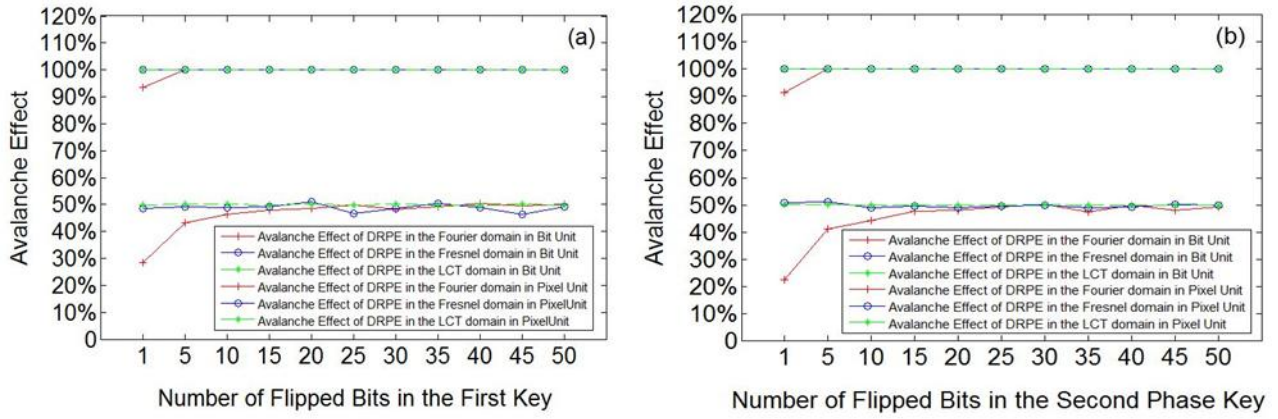 120%
110%
100%
90%
80%
70%
60%
50%
40%
30%
20%
10%
0
Avalanche Effect
(a)
Avalanche Effect of DRPE in the Fourier domain in Bit Unit
Avalanche Effect of DRPE in the Fresnel domain in Bit Unit
Avalanche Effect of DRPE in the LCT domain in Bit Unit
Avalanche Effect of DRPE in the Fourier domain in Pixel Unit
Avalanche Effect of DRPE in the Fresnel domain in PixelUnit
Avalanche Effect of DRPE in the LCT domain in PixelUnit
1 5 10 15 20 25 30 35 40 45 50
Number of Flipped Bits in the First Key
120%
110%
100%
90%
80%
70%
60%
50%
40%
30%
20%
10%
0
Avalanche Effect
(b)
Avalanche Effect of DRPE in the Fourier domain in Bit Unit
Avalanche Effect of DRPE in the Fresnel domain in Bit Unit
Avalanche Effect of DRPE in the LCT domain in Bit Unit
Avalanche Effect of DRPE in the Fourier domain in Pixel Unit
Avalanche Effect of DRPE in the Fresnel domain in Pixel Unit
Avalanche Effect of DRPE in the LCT domain in Pixel Unit
1 5 10 15 20 25 30 35 40 45 50
Number of Flipped Bits in the Second Phase Key